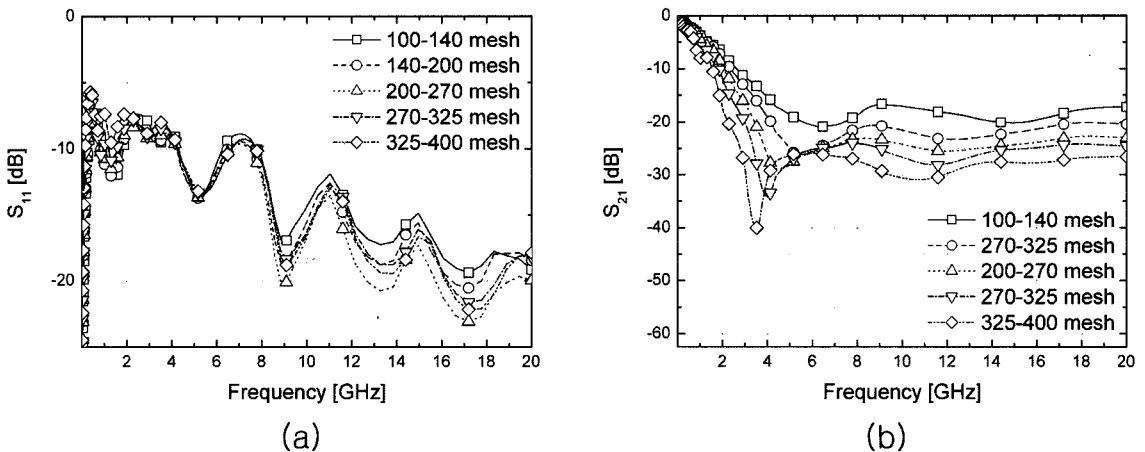 0
-10
-20
S11 [dB]
100-140 mesh
140-200 mesh
200-270 mesh
270-325 mesh
325-400 mesh
2 4 6 8 10 12 14 16 18 20
Frequency [GHz]
(a)
0
-10
-20
-30
-40
-50
-60
S21 [dB]
100-140 mesh
270-325 mesh
200-270 mesh
270-325 mesh
325-400 mesh
2 4 6 8 10 12 14 16 18 20
Frequency [GHz]
(b)